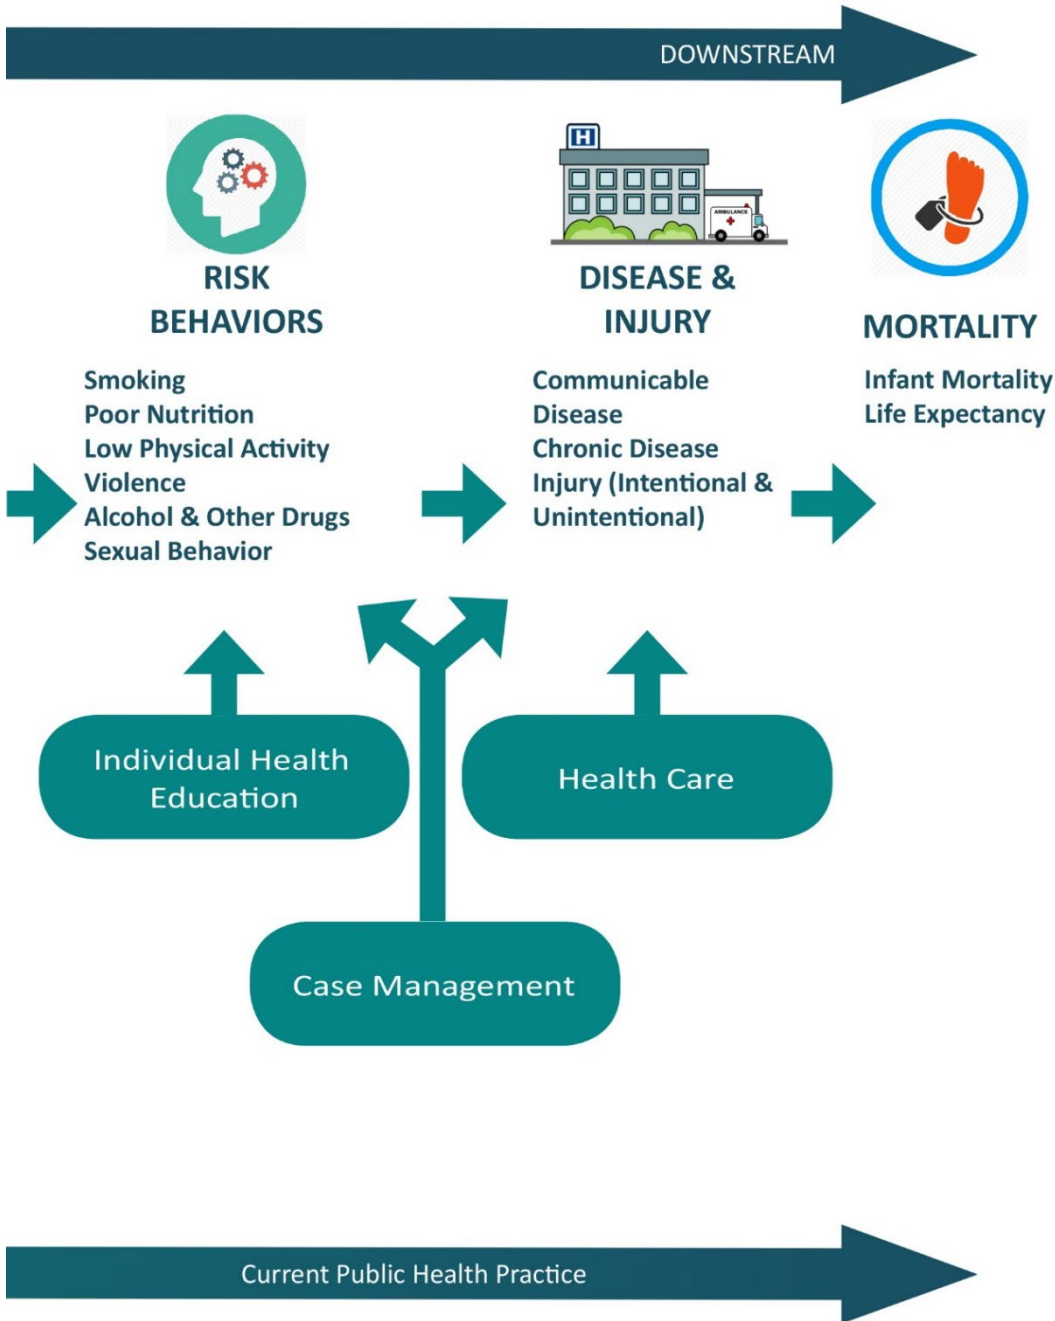 DOWNSTREAM
H
AMBULANCE
RISK
BEHAVIORS
Smoking
Poor Nutrition
Low Physical Activity
Violence
Alcohol & Other Drugs
Sexual Behavior
DISEASE &
INJURY
Communicable
Disease
Chronic Disease
Injury (Intentional &
Unintentional)
MORTALITY
Infant Mortality
Life Expectancy
Individual Health
Education
Health Care
Case Management
Current Public Health Practice